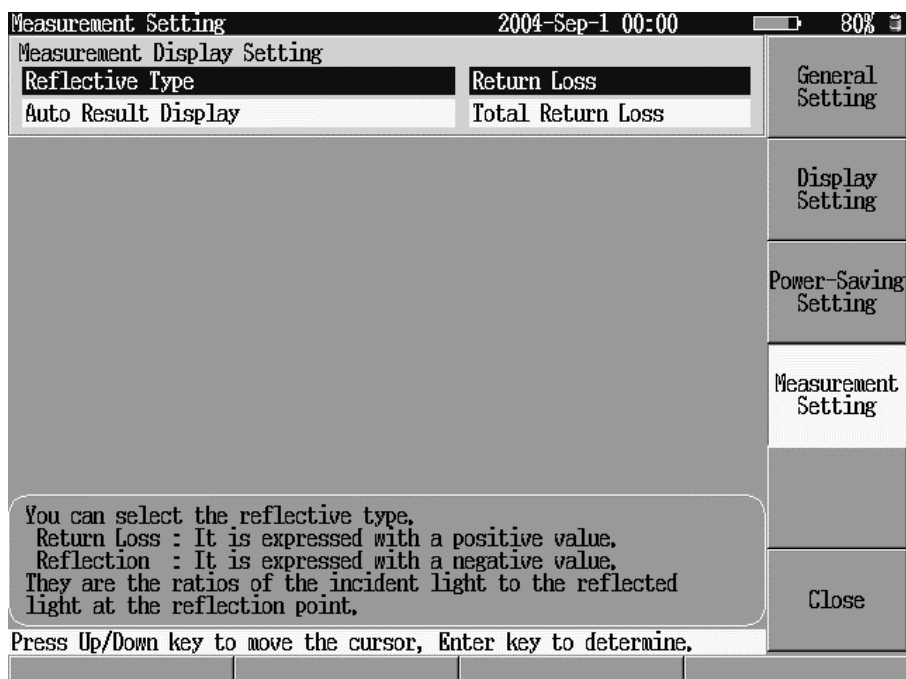 Measurement Setting 2004-Sep-1 00:00 80%
Measurement Display Setting
Reflective Type Return Loss
Auto Result Display Total Return Loss
General
Setting
Display
Setting
Power-Saving
Setting
Measurement
Setting
You can select the reflective type.
Return Loss : It is expressed with a positive value.
Reflection : It is expressed with a negative value.
They are the ratios of the incident light to the reflected
light at the reflection point.
Close
Press Up/Down key to move the cursor, Enter key to determine.